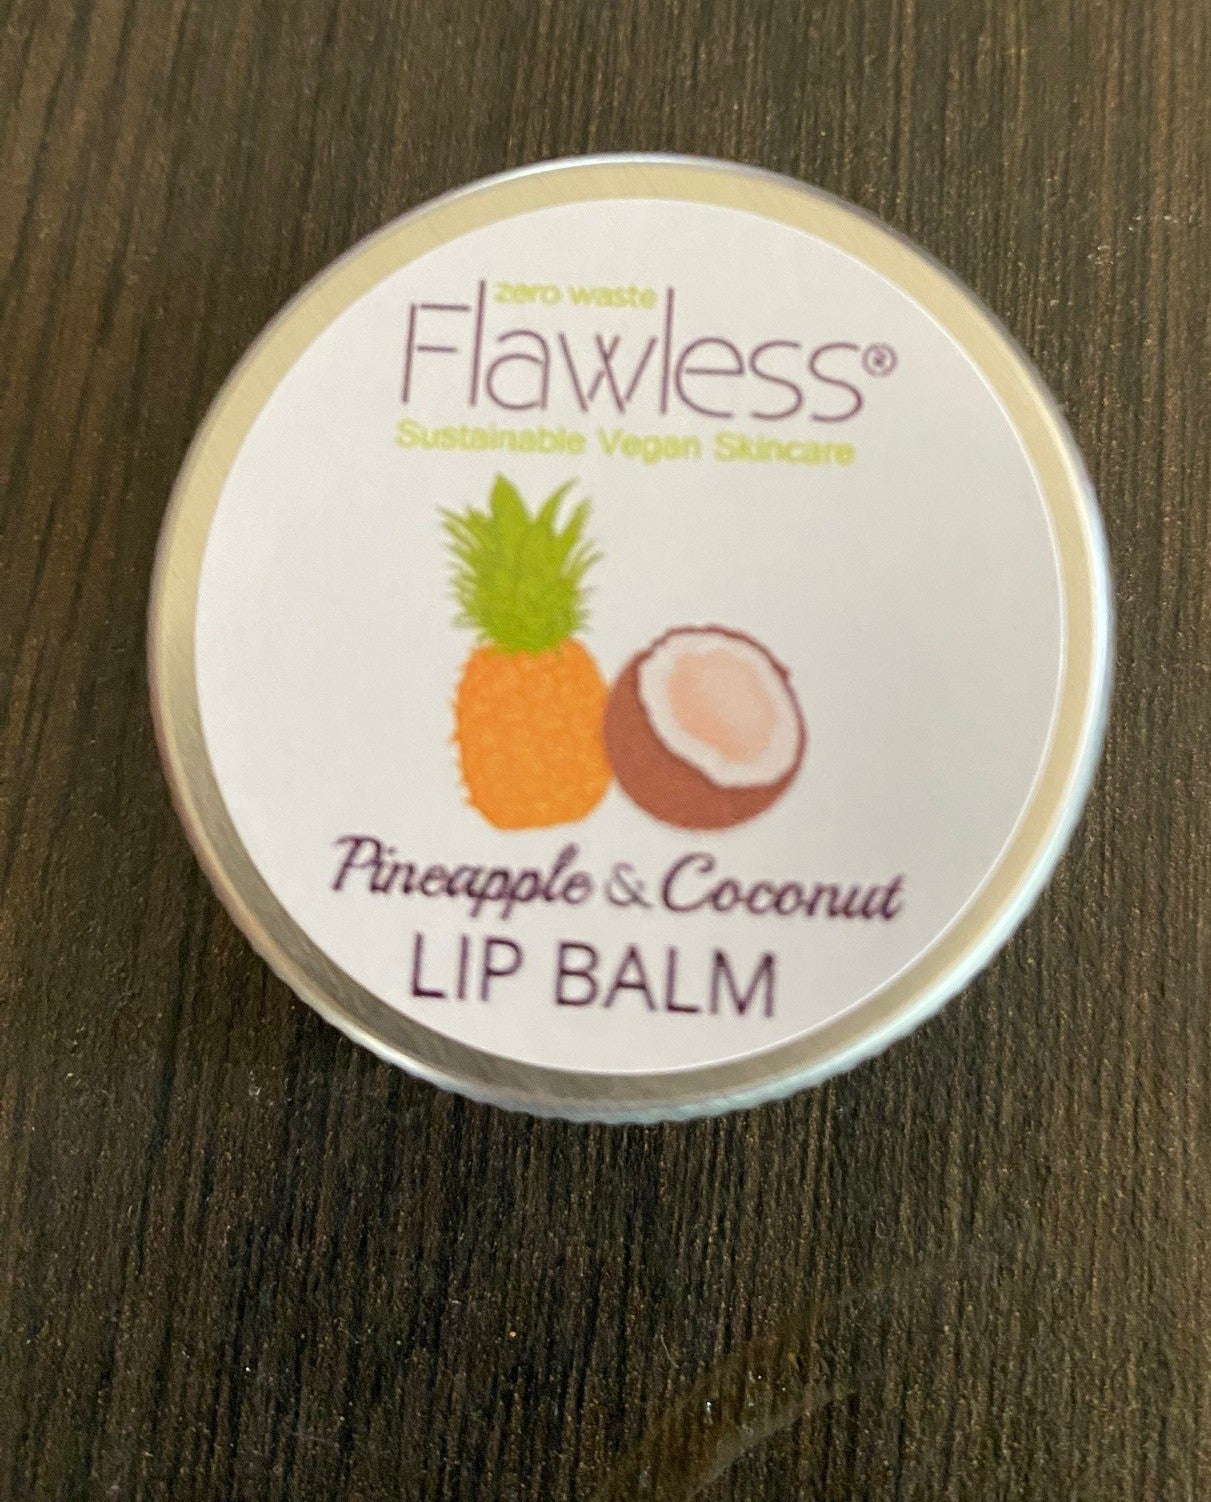 zero waste
Flawless®
Sustainable Vegan Skincare
Pineapple & Coconut
LIP BALM